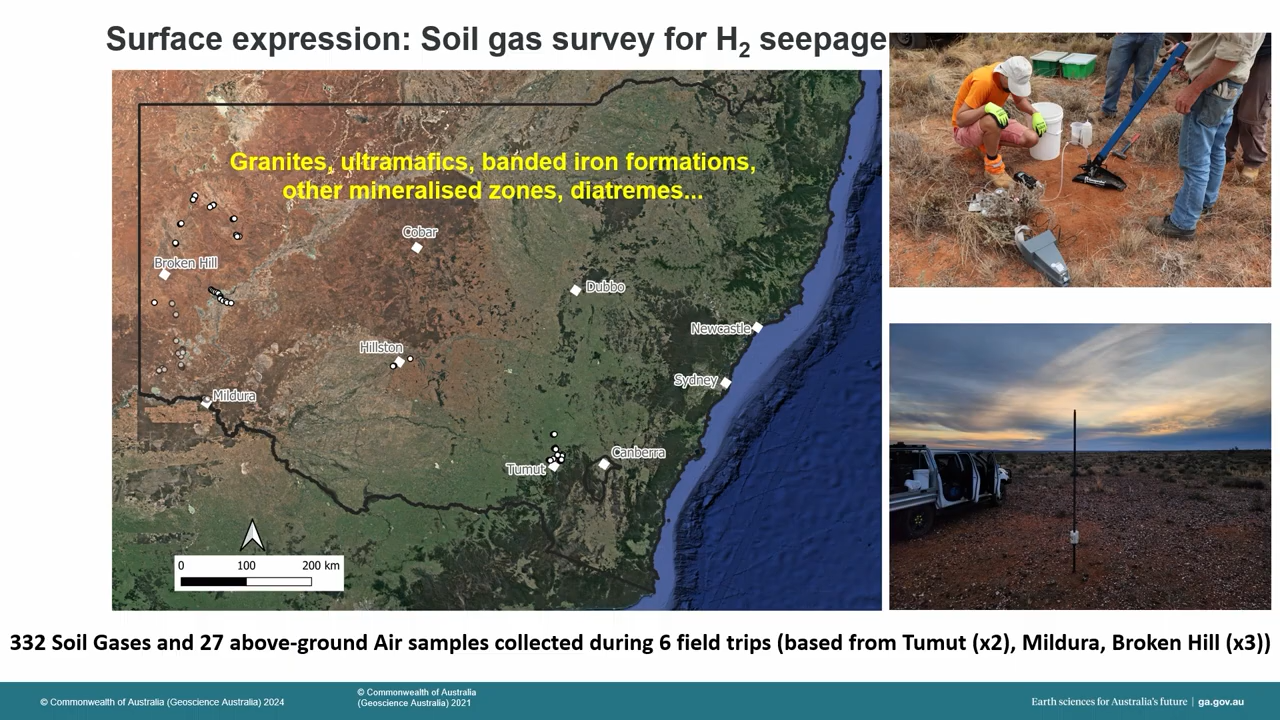 Surface expression: Soil gas survey for H₂ seepage
Granites, ultramafics, banded iron formations,
other mineralised zones, diatremes...
Cobar
Broken Hill
Dubbo
Newcastle
Hillston
Sydney
Mildura
Canberra
Tumut
0 100 200 km
332 Soil Gases and 27 above-ground Air samples collected during 6 field trips (based from Tumut (x2), Mildura, Broken Hill (x3))
© Commonwealth of Australia (Geoscience Australia) 2024
© Commonwealth of Australia
(Geoscience Australia) 2021
Earth sciences for Australia's future | ga.gov.au